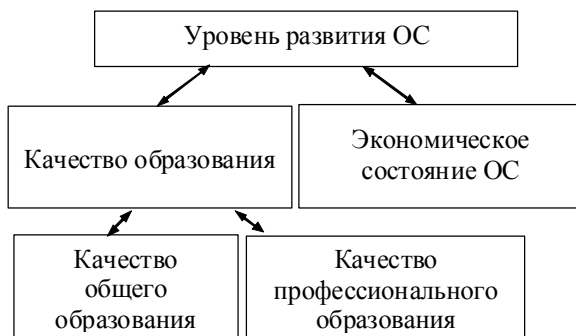 Уровень развития ОС
Качество образования
Экономическое
состояние ОС
Качество
общего
образования
Качество
профессионального
образования